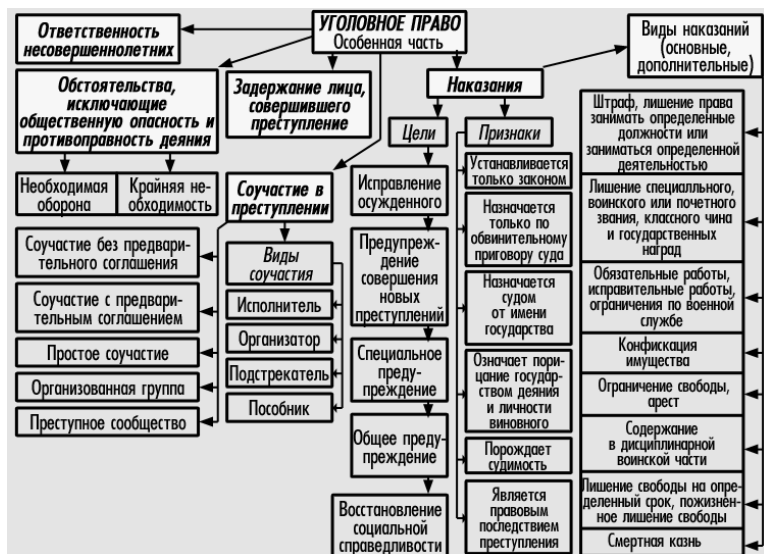 УГОЛОВНОЕ ПРАВО
Особенная часть
Ответственность
несовершеннолетних
Обстоятельства,
исключающие
общественную опасность и
противоправность деяния
Необходимая
оборона
Крайняя не-
обходимость
Задержание лица,
совершившего
преступление
Соучастие в
преступлении
Соучастие без предвари-
тельного соглашения
Соучастие с предвари-
тельным соглашением
Простое соучастие
Организованная группа
Преступное сообщество
Виды
соучастия
Исполнитель
Организатор
Подстрекатель
Пособник
Наказания
Цели
Исправление
осужденного
Предупреж-
дение
совершения
новых
преступлений
Специальное
преду-
преждение
Общее преду-
преждение
Восстановление
социальной
справедливости
Признаки
Устанавливается
только законом
Назначается
только по
обвинительному
приговору суда
Назначается
судом
от имени
государства
Означает пори-
цание государ-
ством деяния
и личности
виновного
Порождает
судимость
Является
правовым
последствием
преступления
Виды наказаний
(основные,
дополнительные)
Штраф, лишение права
занимать определенные
должности или
заниматься определенной
деятельностью
Лишение специалльного,
воинского или почетного
звания, классного чина
и государственных
наград
Обязательные работы,
исправительные работы,
ограничения по военной
службе
Конфискация
имущества
Ограничение свободы,
арест
Содержание
в дисциплинарной
воинской части
Лишение свободы на опре-
деленный срок, пожизнен-
ное лишение свободы
Смертная казнь